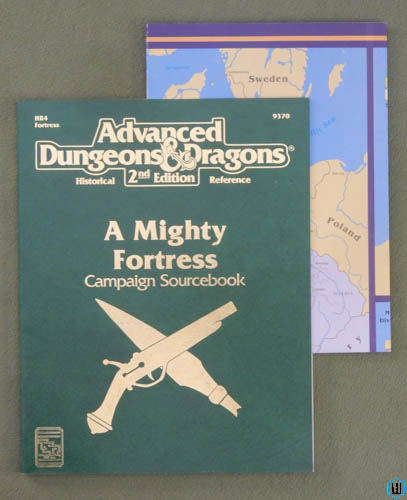 HR4
Fortress
9370
Advanced
Dungeons & Dragons®
Historical 2nd Edition Reference
A Mighty
Fortress
Campaign Sourcebook
Sweden
Poland